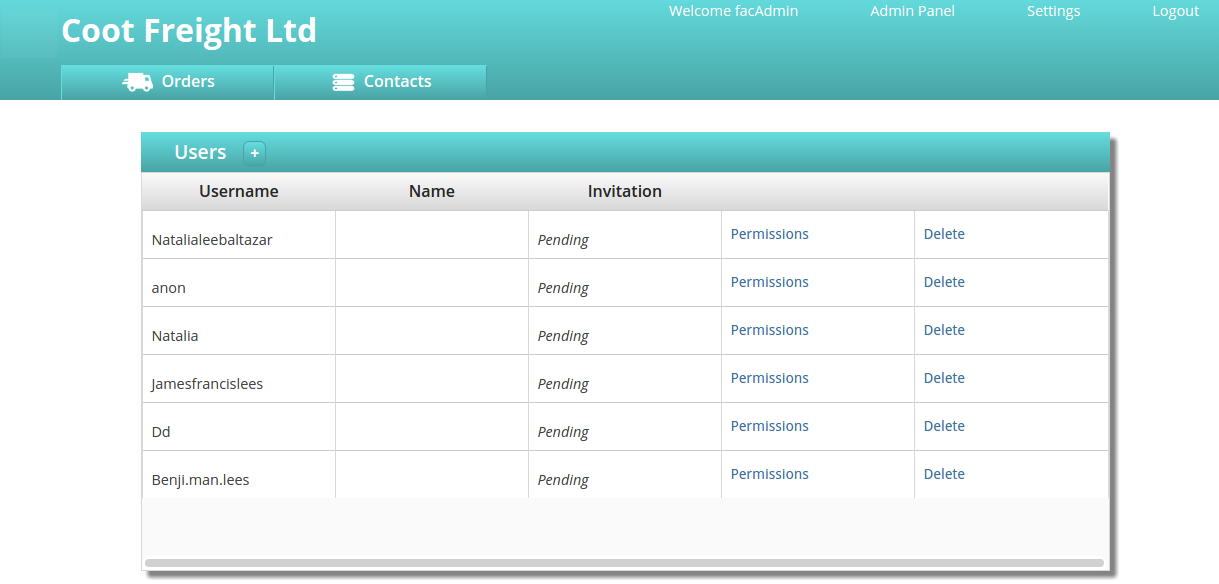 Welcome facAdmin Admin Panel Settings Logout
Coot Freight Ltd
Orders Contacts
Users +
Username Name Invitation
Natalialeebaltazar Pending Permissions Delete
anon Pending Permissions Delete
Natalia Pending Permissions Delete
Jamesfrancislees Pending Permissions Delete
Dd Pending Permissions Delete
Benji.man.lees Pending Permissions Delete